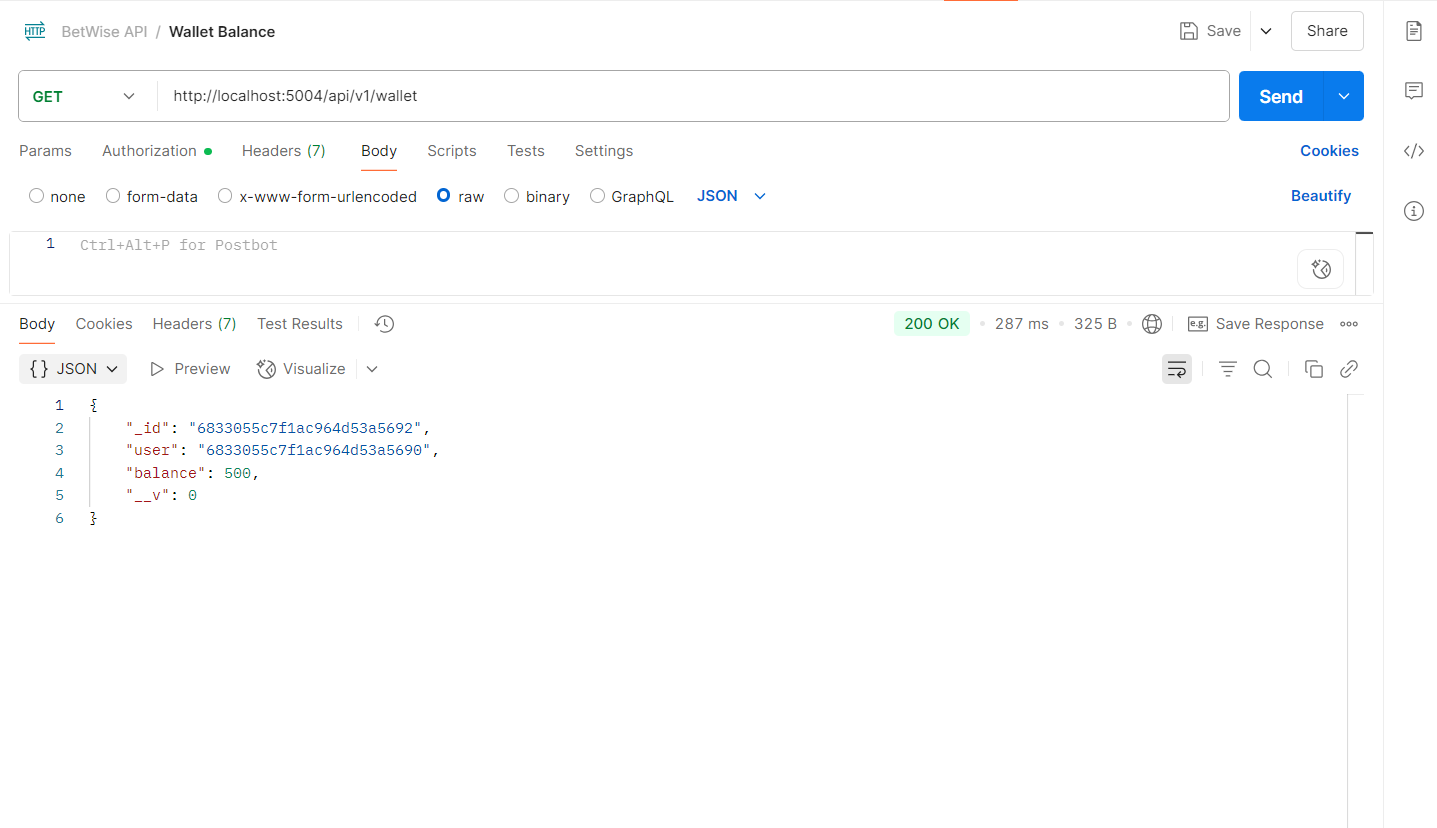 HTTP BetWise API / Wallet Balance Save Share
GET http://localhost:5004/api/v1/wallet Send
Params Authorization Headers (7) Body Scripts Tests Settings Cookies
none form-data x-www-form-urlencoded raw binary GraphQL JSON Beautify
1 Ctrl+Alt+P for Postbot
Body Cookies Headers (7) Test Results 200 OK 287 ms 325 B e.g. Save Response
{} JSON Preview Visualize
1 {
2 "_id": "6833055c7f1ac964d53a5692",
3 "user": "6833055c7f1ac964d53a5690",
4 "balance": 500,
5 "__v": 0
6 }